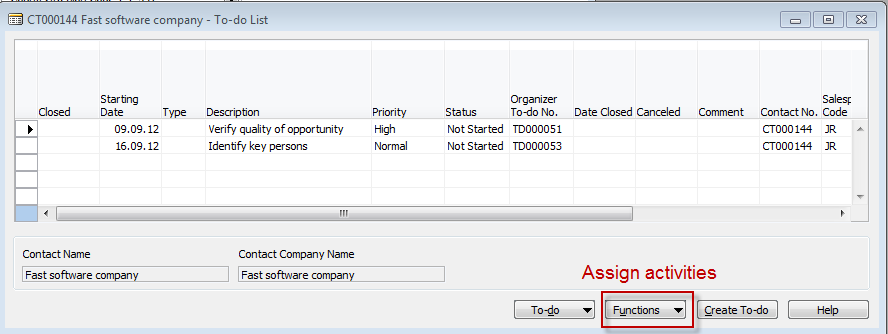 CT000144 Fast software company - To-do List
Closed Starting Date Type Description Priority Status Organizer To-do No. Date Closed Canceled Comment Contact No. Salesp Code
09.09.12 Verify quality of opportunity High Not Started TD000051 CT000144 JR
16.09.12 Identify key persons Normal Not Started TD000053 CT000144 JR
Contact Name Contact Company Name
Fast software company Fast software company
Assign activities
To-do Functions Create To-do Help